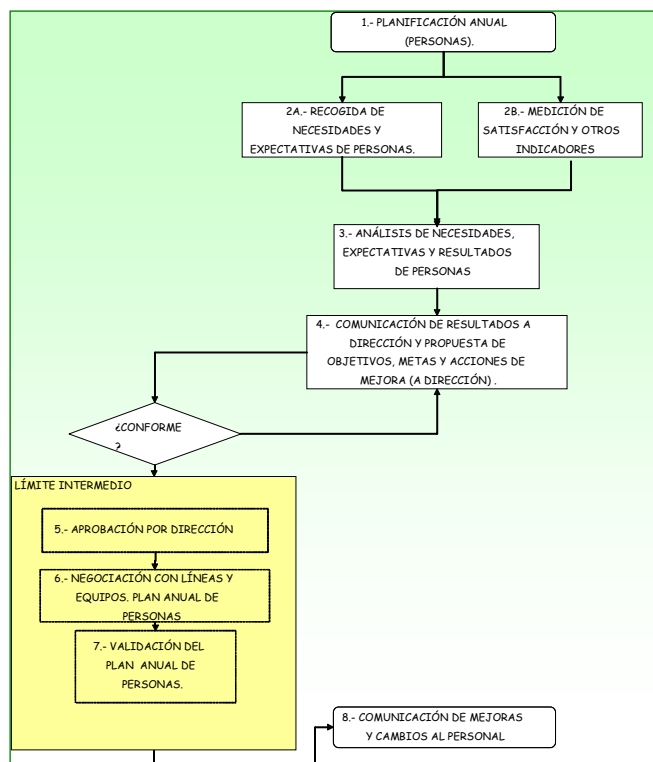 1.- PLANIFICACIÓN ANUAL
(PERSONAS).
2A.- RECOGIDA DE
NECESIDADES Y
EXPECTATIVAS DE PERSONAS.
2B.- MEDICIÓN DE
SATISFACCIÓN Y OTROS
INDICADORES
3.- ANÁLISIS DE NECESIDADES,
EXPECTATIVAS Y RESULTADOS
DE PERSONAS
4.- COMUNICACIÓN DE RESULTADOS A
DIRECCIÓN Y PROPUESTA DE
OBJETIVOS, METAS Y ACCIONES DE
MEJORA (A DIRECCIÓN) .
¿CONFORME
?
LÍMITE INTERMEDIO
5.- APROBACIÓN POR DIRECCIÓN
6.- NEGOCIACIÓN CON LÍNEAS Y
EQUIPOS. PLAN ANUAL DE
PERSONAS
7.- VALIDACIÓN DEL
PLAN ANUAL DE
PERSONAS.
8.- COMUNICACIÓN DE MEJORAS
Y CAMBIOS AL PERSONAL